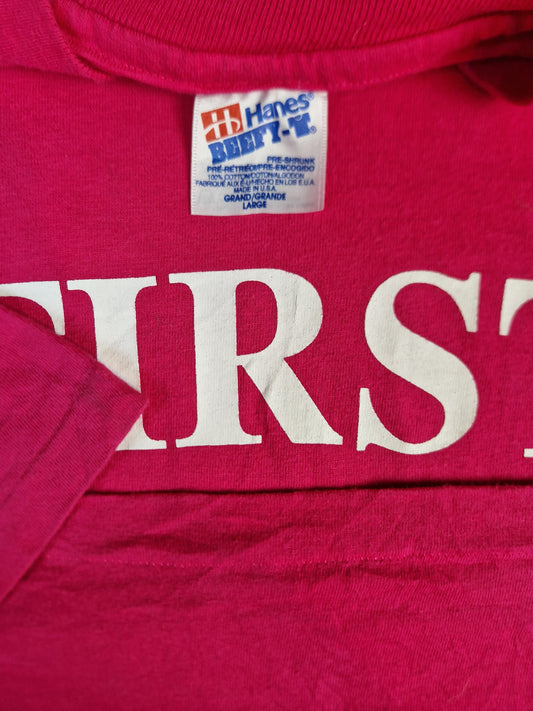 Hanes®
BEEFY-T®
PRE-SHRUNK
PRÉ-RÉTRÉCI/PRE-ENCOGIDO
100% COTTON/COTON/ALGODON
FABRIQUÉ AUX É-U/HECHO EN LOS E.U.A.
MADE IN U.S.A.
GRAND/GRANDE
LARGE
FIRST